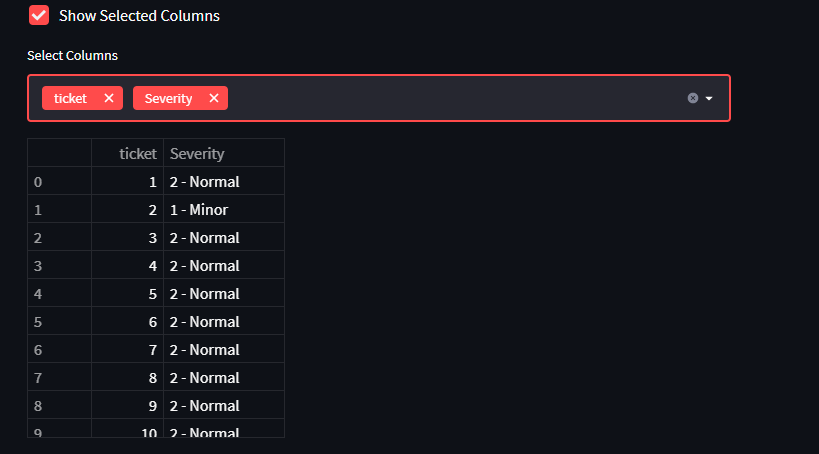 Show Selected Columns
Select Columns
ticket Severity
ticket Severity
0 1 2 - Normal
1 2 1 - Minor
2 3 2 - Normal
3 4 2 - Normal
4 5 2 - Normal
5 6 2 - Normal
6 7 2 - Normal
7 8 2 - Normal
8 9 2 - Normal
9 10 2 - Normal